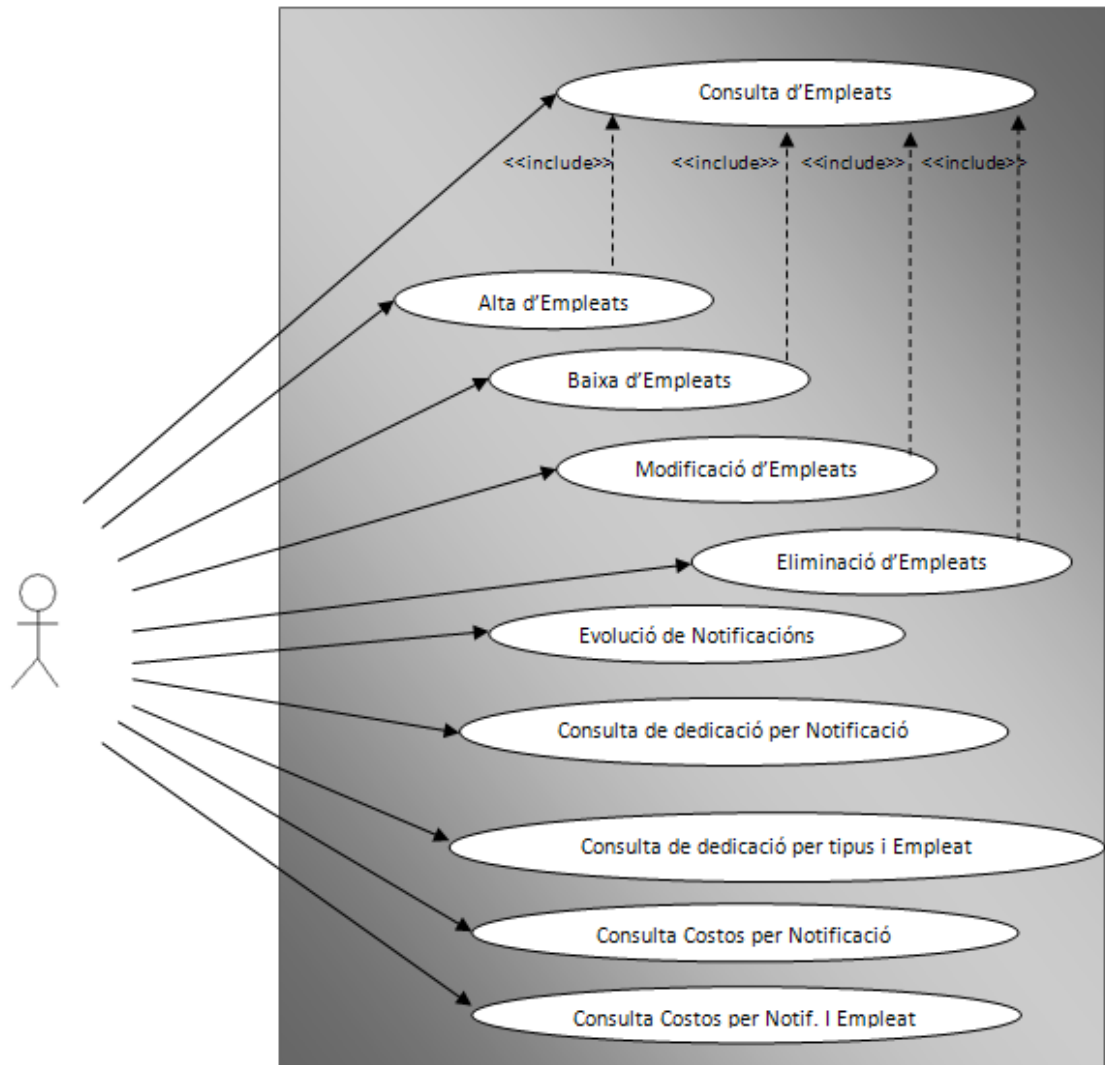 Consulta d'Empleats
<<include>> <<include>> <<include>> <<include>>
Alta d'Empleats
Baixa d'Empleats
Modificació d'Empleats
Eliminació d'Empleats
Evolució de Notificacións
Consulta de dedicació per Notificació
Consulta de dedicació per tipus i Empleat
Consulta Costos per Notificació
Consulta Costos per Notif. I Empleat